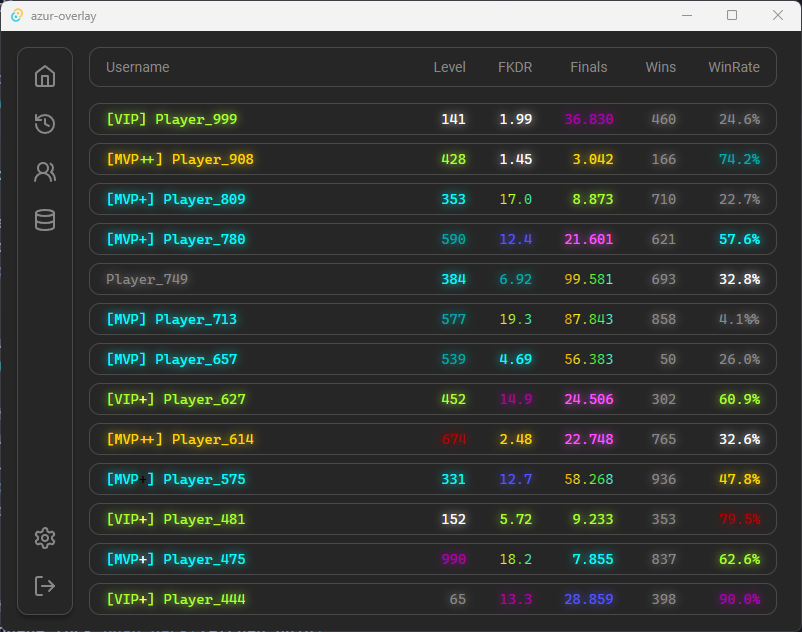 azur-overlay
Username Level FKDR Finals Wins WinRate
[VIP] Player_999 141 1.99 36.830 460 24.6%
[MVP++] Player_908 428 1.45 3.042 166 74.2%
[MVP+] Player_809 353 17.0 8.873 710 22.7%
[MVP+] Player_780 590 12.4 21.601 621 57.6%
Player_749 384 6.92 99.581 693 32.8%
[MVP] Player_713 577 19.3 87.843 858 4.1%%
[MVP] Player_657 539 4.69 56.383 50 26.0%
[VIP+] Player_627 452 14.9 24.506 302 60.9%
[MVP++] Player_614 674 2.48 22.748 765 32.6%
[MVP+] Player_575 331 12.7 58.268 936 47.8%
[VIP+] Player_481 152 5.72 9.233 353 79.5%
[MVP+] Player_475 990 18.2 7.855 837 62.6%
[VIP+] Player_444 65 13.3 28.859 398 90.0%